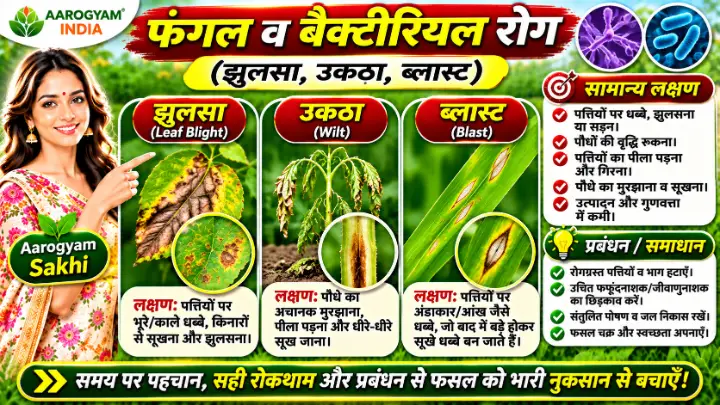 AAROGYAM®
INDIA
फंगल व बैक्टीरियल रोग
(झुलसा, उकठा, ब्लास्ट)
झुलसा
(Leaf Blight)
लक्षण: पत्तियों पर
भूरे/काले धब्बे, किनारों
से सूखना और झुलसना।
उकठा
(Wilt)
लक्षण: पौधे का
अचानक मुरझाना,
पीला पड़ना और धीरे-धीरे
सूख जाना।
ब्लास्ट
(Blast)
लक्षण: पत्तियों पर
अंडाकार/आंख जैसे
धब्बे, जो बाद में बड़े होकर
सूखे धब्बे बन जाते हैं।
सामान्य लक्षण
पत्तियों पर धब्बे, झुलसना
या सड़न।
पौधों की वृद्धि रुकना।
पत्तियों का पीला पड़ना
और गिरना।
पौधे का मुरझाना व सूखना।
उत्पादन और गुणवत्ता
में कमी।
प्रबंधन / समाधान
रोगग्रस्त पत्तियों व भाग हटाएँ।
उचित फफूंदनाशक/जीवाणुनाशक
का छिड़काव करें।
संतुलित पोषण व जल निकास रखें।
फसल चक्र और स्वच्छता अपनाएँ।
Aarogyam
Sakhi
समय पर पहचान, सही रोकथाम और प्रबंधन से फसल को भारी नुकसान से बचाएँ!